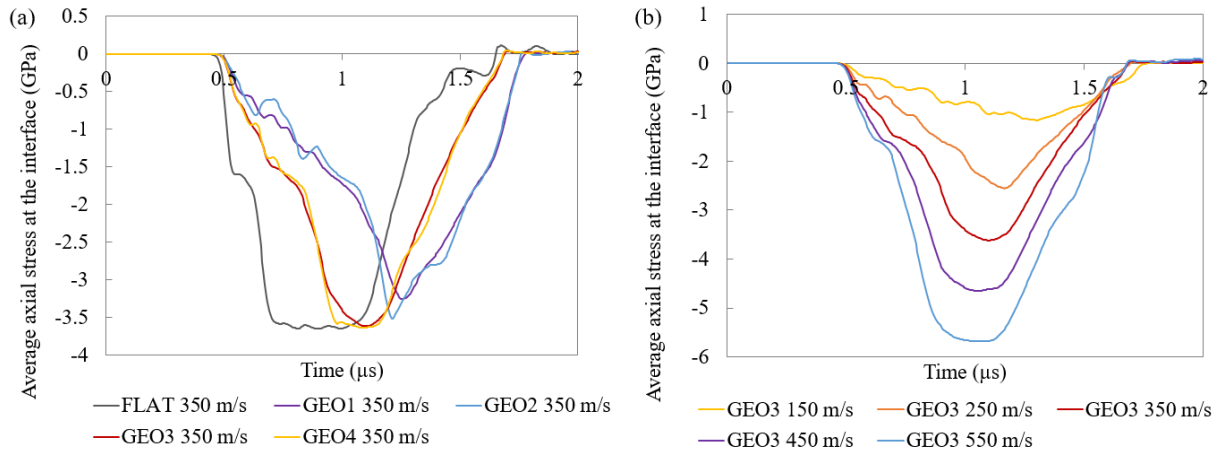 (a)
Average axial stress at the interface (GPa)
0.5
0
-0.5
-1
-1.5
-2
-2.5
-3
-3.5
-4
0 0.5 1 1.5 2
Time (µs)
FLAT 350 m/s GEO1 350 m/s GEO2 350 m/s
GEO3 350 m/s GEO4 350 m/s
(b)
Average axial stress at the interface (GPa)
1
0
-1
-2
-3
-4
-5
-6
0 0.5 1 1.5 2
Time (µs)
GEO3 150 m/s GEO3 250 m/s GEO3 350 m/s
GEO3 450 m/s GEO3 550 m/s